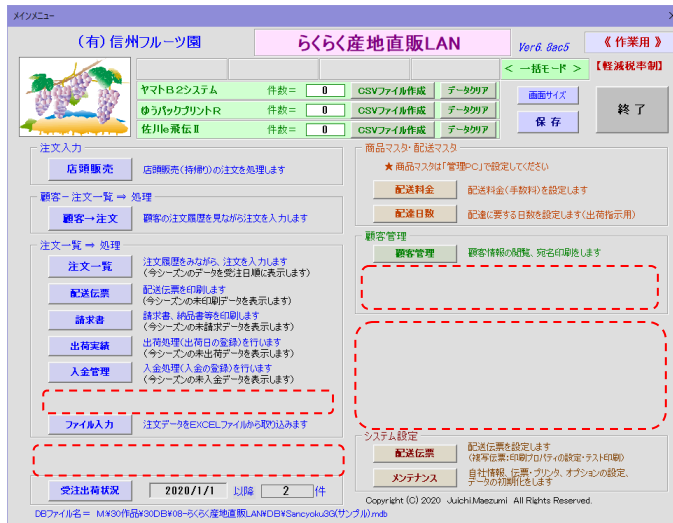 メインメニュー
(有)信州フルーツ園
らくらく産地直販LAN
Ver6. 8ac5
《 作業用 》
< 一括モード >
【軽減税率制】
ヤマトB2システム 件数= 0 CSVファイル作成 データクリア
ゆうパックプリントR 件数= 0 CSVファイル作成 データクリア
佐川e飛伝Ⅱ 件数= 0 CSVファイル作成 データクリア
画面サイズ
保 存
終 了
注文入力
店頭販売 店頭販売(持帰り)の注文を処理します
顧客-注文一覧 ⇒ 処理
顧客→注文 顧客の注文履歴を見ながら注文を入力します
注文一覧 ⇒ 処理
注文一覧 注文履歴をみながら、注文を入力します
(今シーズンのデータを受注日順に表示します)
配送伝票 配送伝票を印刷します
(今シーズンの未印刷データを表示します)
請求書 請求書、納品書等を印刷します
(今シーズンの未請求データを表示します)
出荷実績 出荷処理(出荷日の登録)を行います
(今シーズンの未出荷データを表示します)
入金管理 入金処理(入金の登録)を行います
(今シーズンの未入金データを表示します)
ファイル入力 注文データをEXCELファイルから取り込みます
受注出荷状況 2020/1/1 以降 2 件
商品マスタ・配送マスタ
★商品マスタは「管理PC」で設定してください
配送料金 配送料金(手数料)を設定します
配達日数 配達に要する日数を設定します(出荷指示用)
顧客管理
顧客管理 顧客情報の閲覧、宛名印刷をします
システム設定
配送伝票 配送伝票を設定します
(複写伝票:印刷プロパティの設定・テスト印刷)
メンテナンス 自社情報、伝票・プリンタ、オプションの設定、
データの初期化をします
Copyright (C) 2020 Juichi.Maezumi All Rights Reserved.
DBファイル名= M:¥30作品¥30DB¥08-らくらく産地直販LAN¥DB¥Sancyoku3G(サンプル).mdb